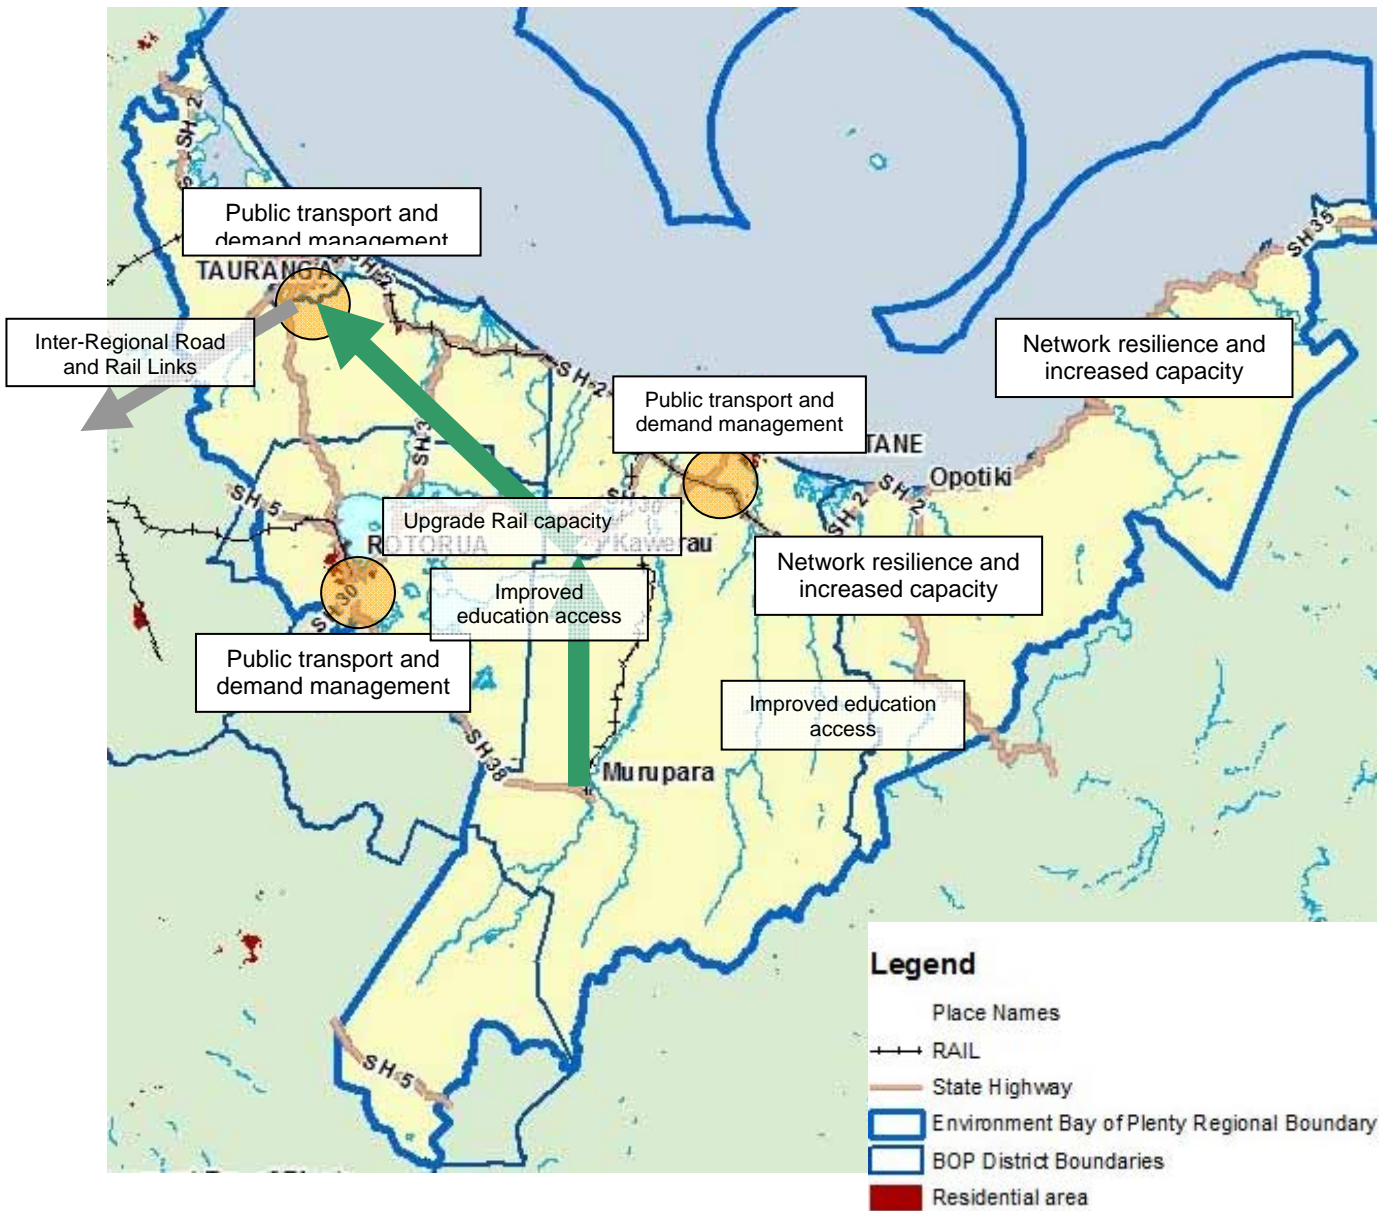 SH 2
Public transport and
demand management
TAURANGA
SH 2
Inter-Regional Road
and Rail Links
Network resilience and
increased capacity
SH 35
SH 2
Public transport and
demand management
TANE
Opotiki
SH 2
SH 2
SH 3
SH 5
Upgrade Rail capacity
SH 30
ROTORUA
Kawerau
Network resilience and
increased capacity
Improved
education access
SH 30
Public transport and
demand management
Improved education
access
SH 38
Murupara
SH 5
Legend
Place Names
RAIL
State Highway
Environment Bay of Plenty Regional Boundary
BOP District Boundaries
Residential area